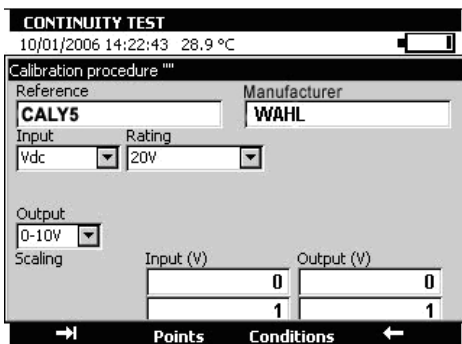 CONTINUITY TEST
10/01/2006 14:22:43 28.9 °C
Calibration procedure ""
Reference Manufacturer
CALY5 WAHL
Input Rating
Vdc 20V
Output
0-10V
Scaling Input (V) Output (V)
0 0
1 1
Points Conditions